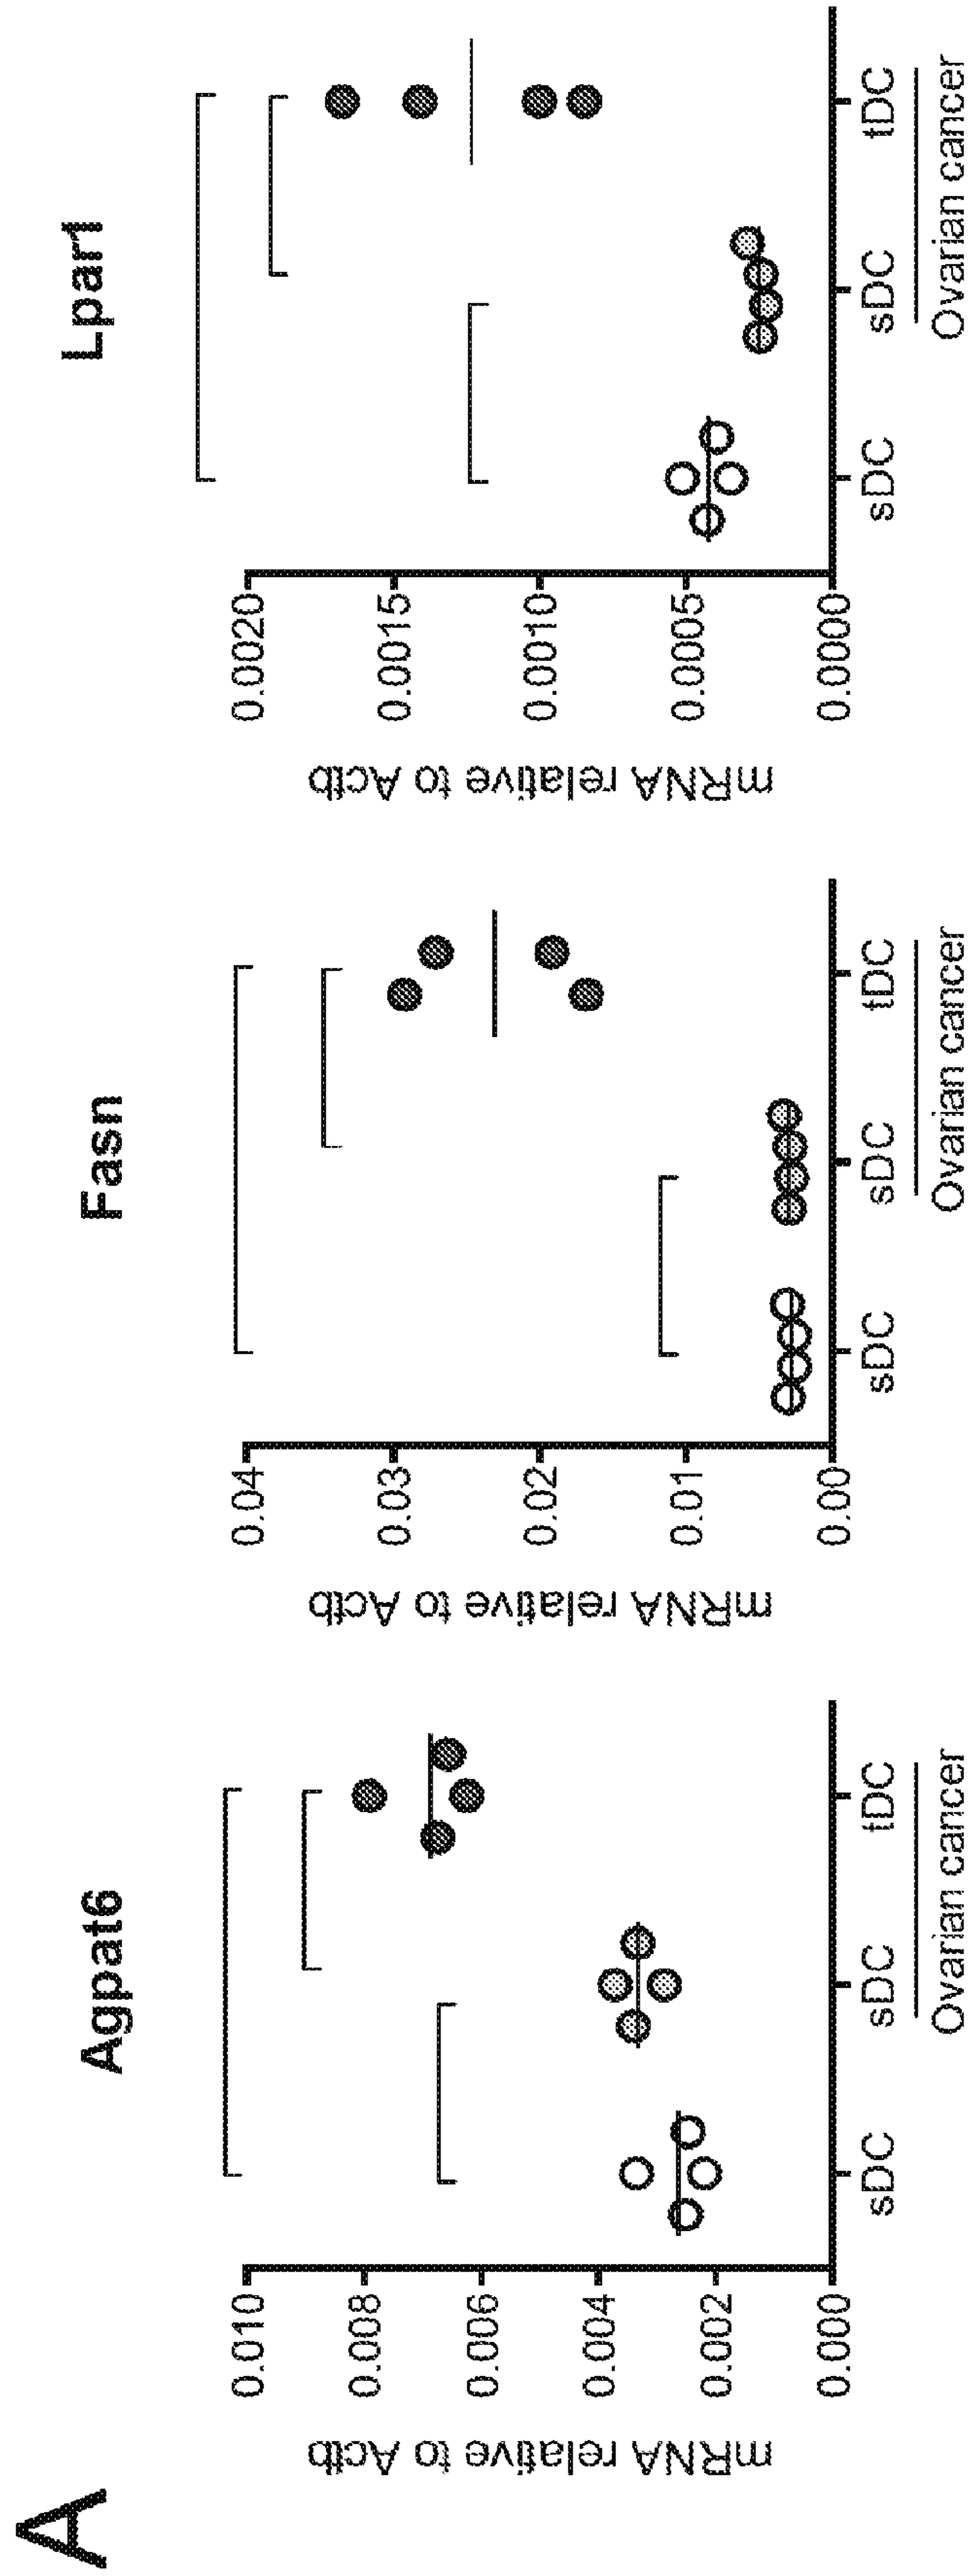 A
Agpat6
mRNA relative to Actb
0.010
0.008
0.006
0.004
0.002
0.000
sDC
sDC
tDC
Ovarian cancer
Fasn
mRNA relative to Actb
0.04
0.03
0.02
0.01
0.00
sDC
sDC
tDC
Ovarian cancer
Lpar1
mRNA relative to Actb
0.0020
0.0015
0.0010
0.0005
0.0000
sDC
sDC
tDC
Ovarian cancer